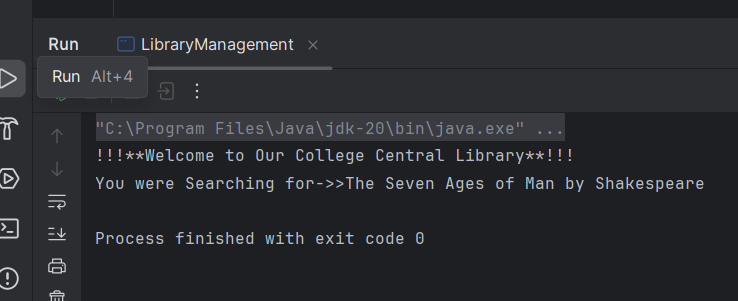 Run LibraryManagement ×
Run Alt+4
"C:\Program Files\Java\jdk-20\bin\java.exe" ...
!!!**Welcome to Our College Central Library**!!!
You were Searching for->>The Seven Ages of Man by Shakespeare
Process finished with exit code 0